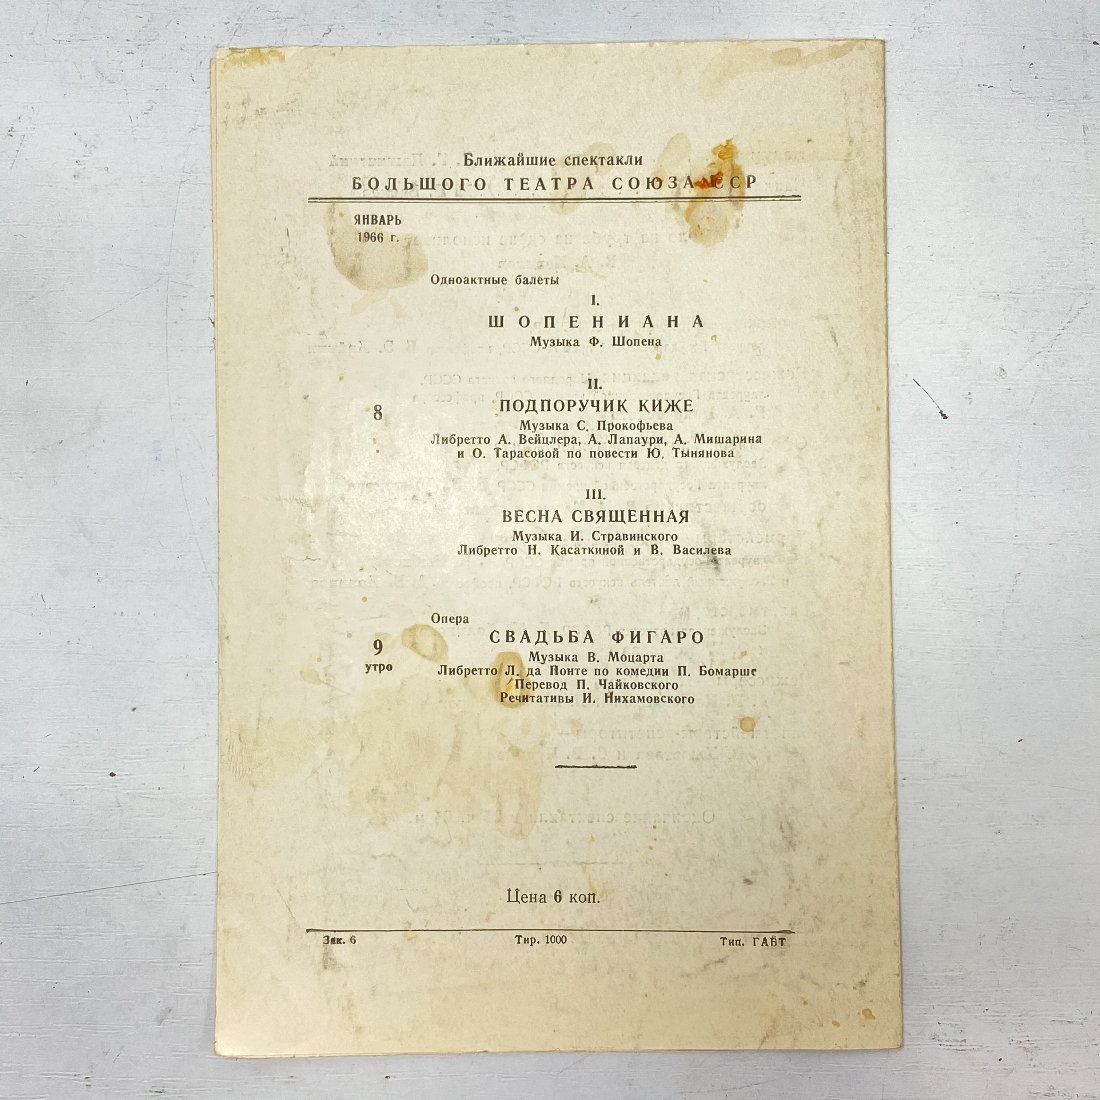 Ближайшие спектакли
БОЛЬШОГО ТЕАТРА СОЮЗА ССР
ЯНВАРЬ
1966 г.
Одноактные балеты
I.
ШОПЕНИАНА
Музыка Ф. Шопена
II.
8
ПОДПОРУЧИК КИЖЕ
Музыка С. Прокофьева
Либретто А. Вейцлера, А. Лапаури, А. Мишарина
и О. Тарасовой по повести Ю. Тынянова
III.
ВЕСНА СВЯЩЕННАЯ
Музыка И. Стравинского
Либретто Н. Касаткиной и В. Василева
Опера
9
утро
СВАДЬБА ФИГАРО
Музыка В. Моцарта
Либретто Л. да Понте по комедии П. Бомарше
Перевод П. Чайковского
Речитативы И. Нихамовского
Цена 6 коп.
Зак. 6 Тир. 1000 Тип. ГАБТ